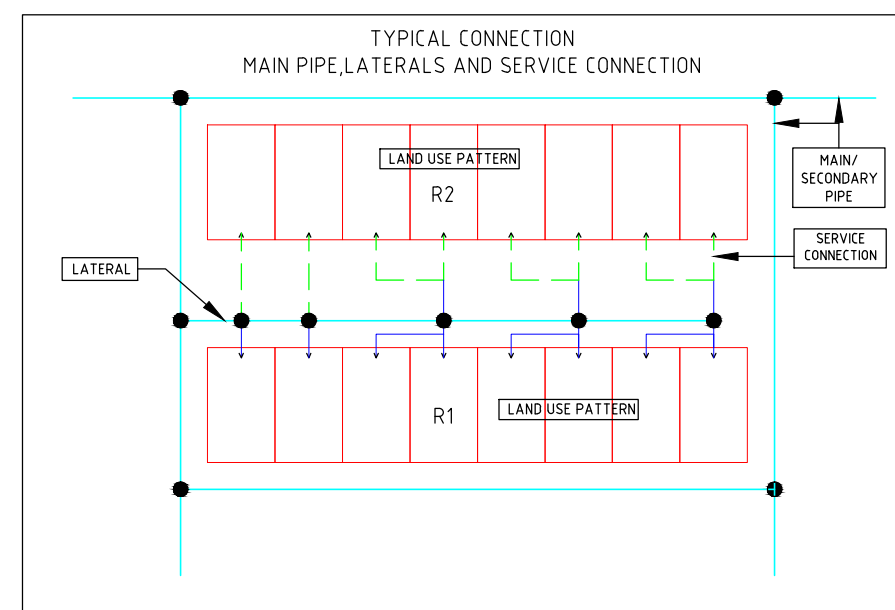 TYPICAL CONNECTION
MAIN PIPE,LATERALS AND SERVICE CONNECTION
LAND USE PATTERN
R2
MAIN/
SECONDARY
PIPE
SERVICE
CONNECTION
LATERAL
LAND USE PATTERN
R1